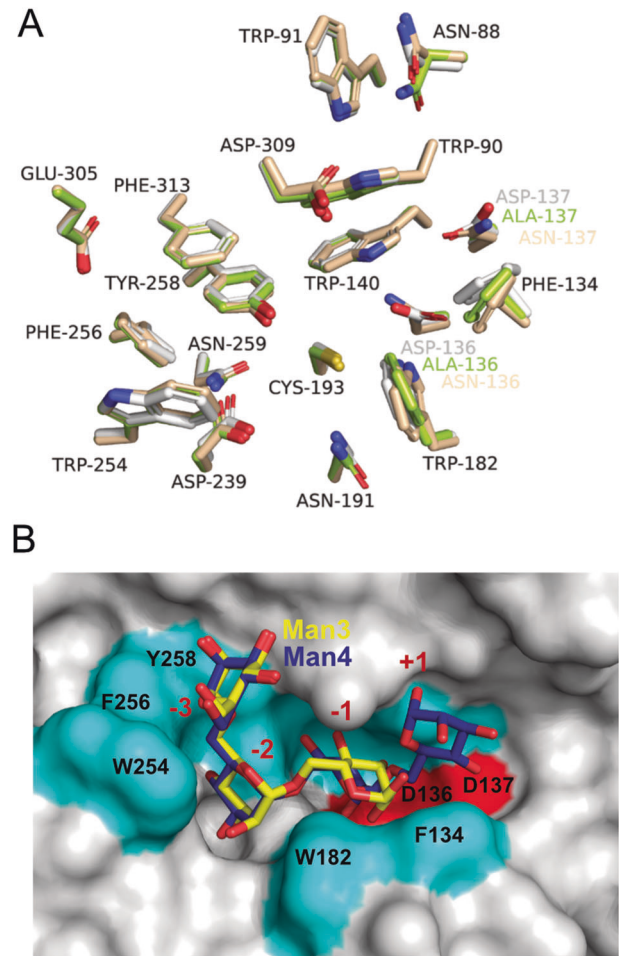 A
TRP-91
ASN-88
ASP-309
TRP-90
GLU-305
PHE-313
ASP-137
ALA-137
ASN-137
TYR-258
TRP-140
PHE-134
PHE-256
ASN-259
ASP-136
ALA-136
ASN-136
CYS-193
TRP-254
ASP-239
TRP-182
ASN-191
B
Man3
Man4
Y258
+1
F256
-3
-1
-2
W254
D136
D137
F134
W182